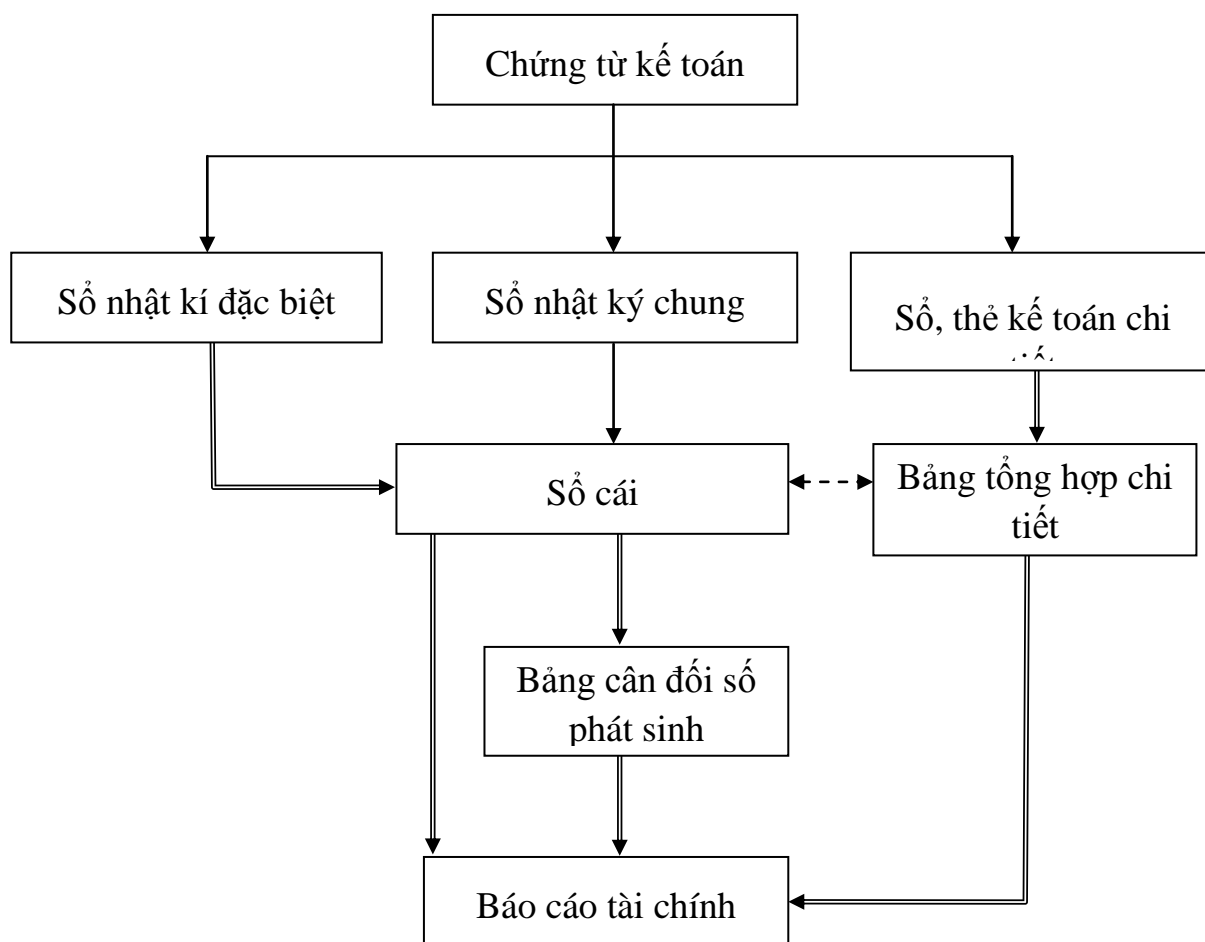 Chứng từ kế toán
Sổ nhật kí đặc biệt
Sổ nhật ký chung
Sổ, thẻ kế toán chi
Sổ cái
Bảng tổng hợp chi
tiết
Bảng cân đối số
phát sinh
Báo cáo tài chính